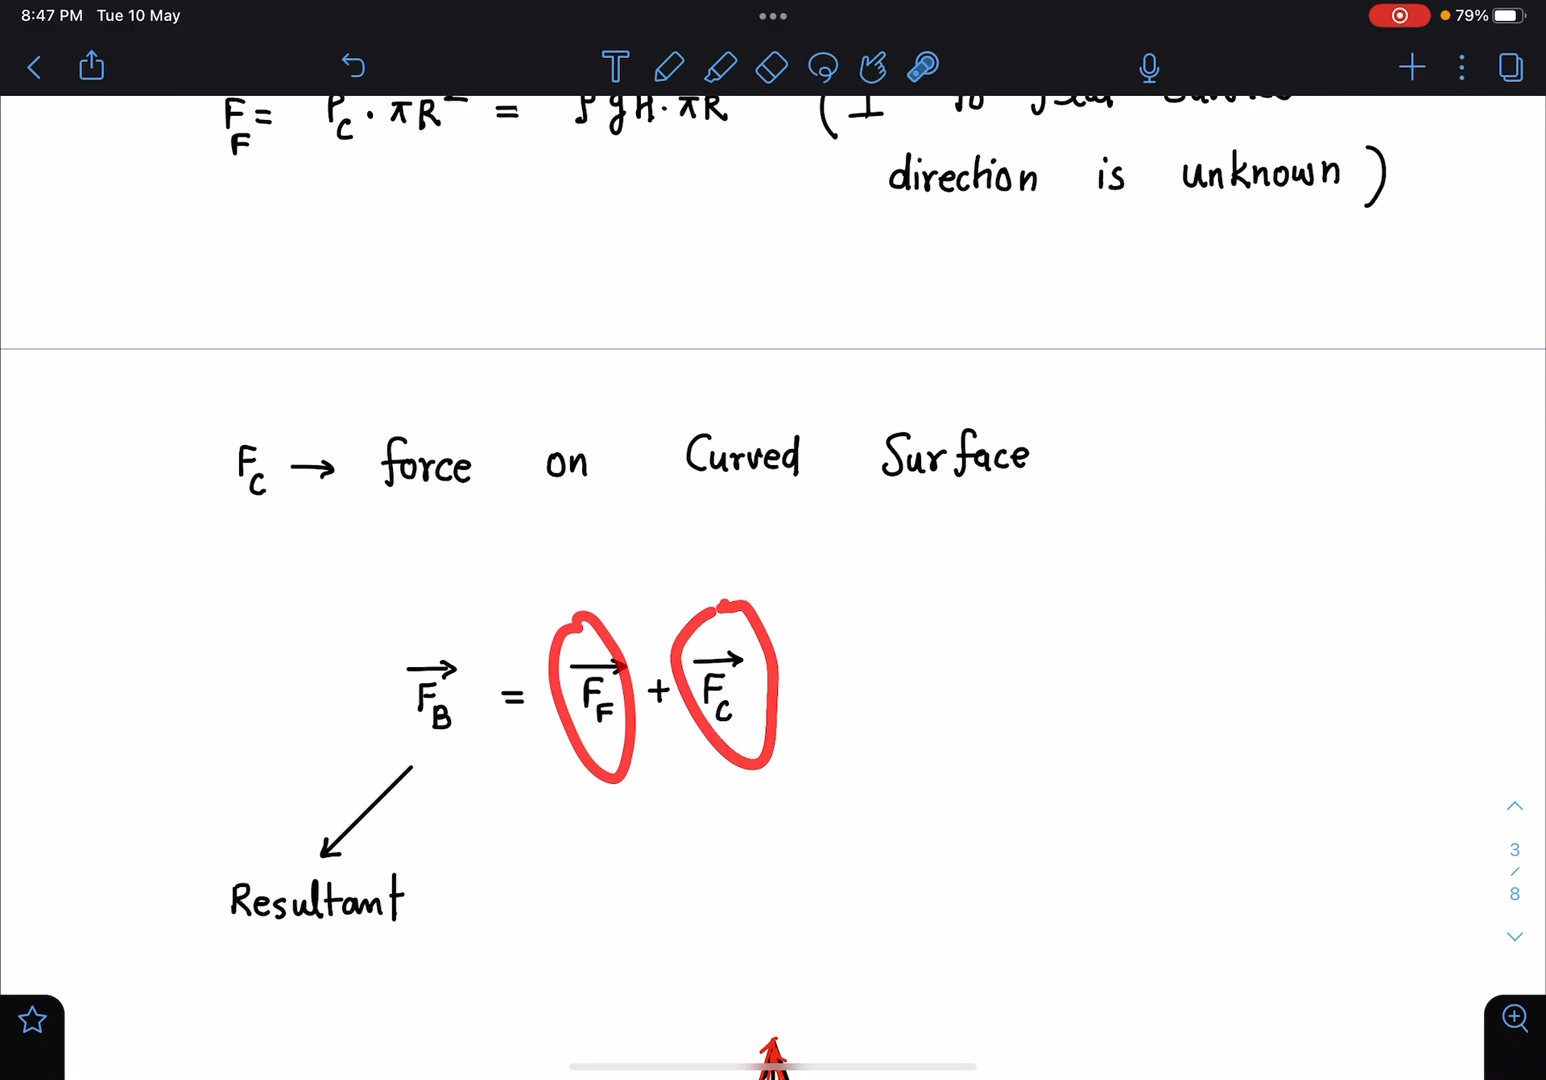 8:47 PM Tue 10 May
79%
F_F = P_C · πR² = ρgH · πR
direction is unknown )
F_C → force on Curved Surface
F_B = F_F + F_C
Resultant
3
/
8